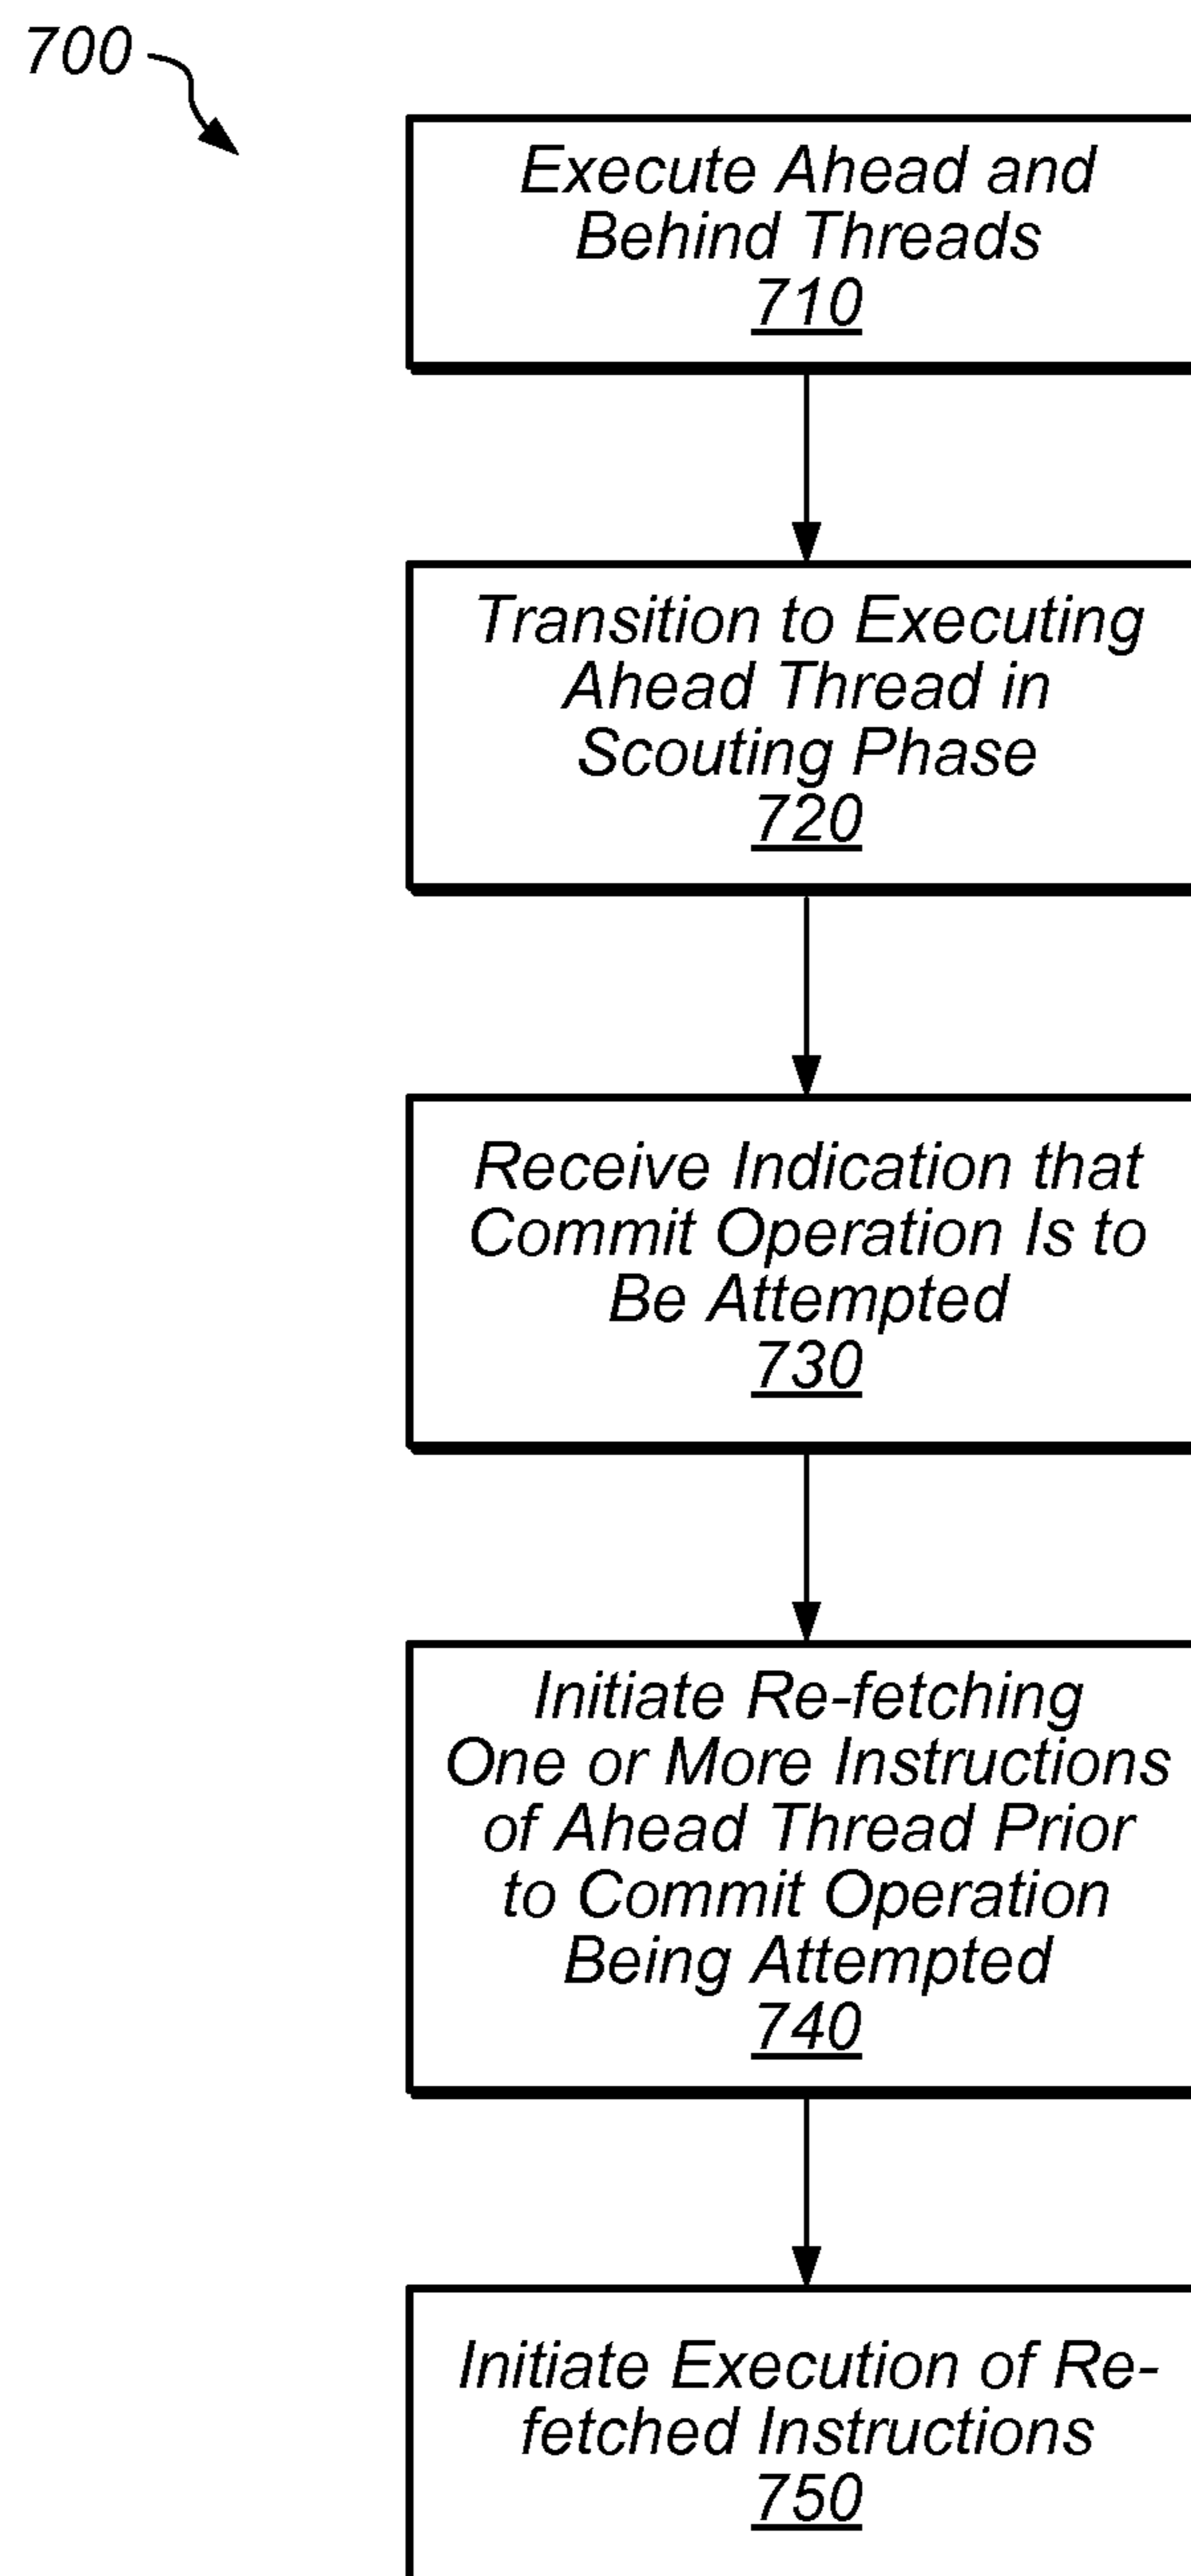 700
Execute Ahead and
Behind Threads
710
Transition to Executing
Ahead Thread in
Scouting Phase
720
Receive Indication that
Commit Operation Is to
Be Attempted
730
Initiate Re-fetching
One or More Instructions
of Ahead Thread Prior
to Commit Operation
Being Attempted
740
Initiate Execution of Re-
fetched Instructions
750